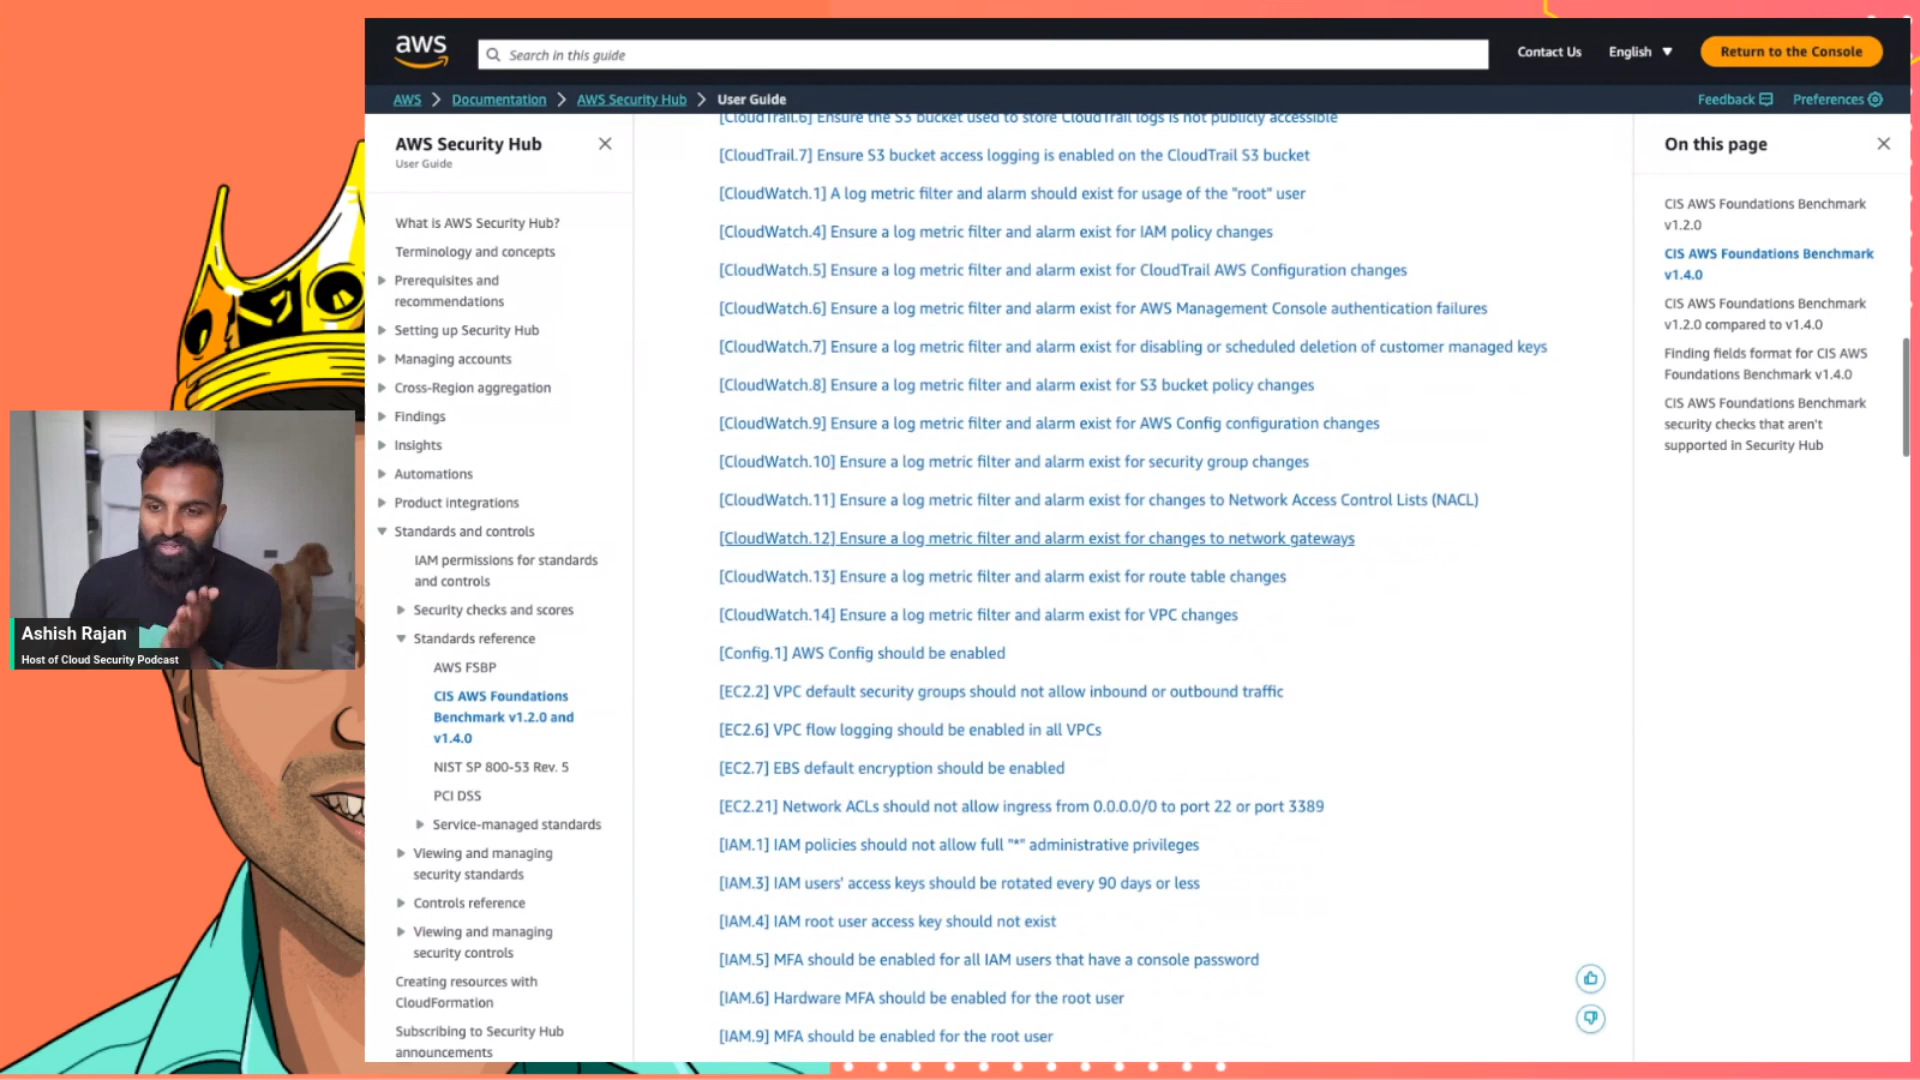 aws
Search in this guide
Contact Us
English
Return to the Console
AWS
Documentation
AWS Security Hub
User Guide
Feedback
Preferences
AWS Security Hub
User Guide
What is AWS Security Hub?
Terminology and concepts
Prerequisites and
recommendations
Setting up Security Hub
Managing accounts
Cross-Region aggregation
Findings
Insights
Automations
Product integrations
Standards and controls
IAM permissions for standards
and controls
Security checks and scores
Standards reference
AWS FSBP
CIS AWS Foundations
Benchmark v1.2.0 and
v1.4.0
NIST SP 800-53 Rev. 5
PCI DSS
Service-managed standards
Viewing and managing
security standards
Controls reference
Viewing and managing
security controls
Creating resources with
CloudFormation
Subscribing to Security Hub
announcements
[CloudTrail.6] Ensure the S3 bucket used to store CloudTrail logs is not publicly accessible
[CloudTrail.7] Ensure S3 bucket access logging is enabled on the CloudTrail S3 bucket
[CloudWatch.1] A log metric filter and alarm should exist for usage of the "root" user
[CloudWatch.4] Ensure a log metric filter and alarm exist for IAM policy changes
[CloudWatch.5] Ensure a log metric filter and alarm exist for CloudTrail AWS Configuration changes
[CloudWatch.6] Ensure a log metric filter and alarm exist for AWS Management Console authentication failures
[CloudWatch.7] Ensure a log metric filter and alarm exist for disabling or scheduled deletion of customer managed keys
[CloudWatch.8] Ensure a log metric filter and alarm exist for S3 bucket policy changes
[CloudWatch.9] Ensure a log metric filter and alarm exist for AWS Config configuration changes
[CloudWatch.10] Ensure a log metric filter and alarm exist for security group changes
[CloudWatch.11] Ensure a log metric filter and alarm exist for changes to Network Access Control Lists (NACL)
[CloudWatch.12] Ensure a log metric filter and alarm exist for changes to network gateways
[CloudWatch.13] Ensure a log metric filter and alarm exist for route table changes
[CloudWatch.14] Ensure a log metric filter and alarm exist for VPC changes
[Config.1] AWS Config should be enabled
[EC2.2] VPC default security groups should not allow inbound or outbound traffic
[EC2.6] VPC flow logging should be enabled in all VPCs
[EC2.7] EBS default encryption should be enabled
[EC2.21] Network ACLs should not allow ingress from 0.0.0.0/0 to port 22 or port 3389
[IAM.1] IAM policies should not allow full "*" administrative privileges
[IAM.3] IAM users' access keys should be rotated every 90 days or less
[IAM.4] IAM root user access key should not exist
[IAM.5] MFA should be enabled for all IAM users that have a console password
[IAM.6] Hardware MFA should be enabled for the root user
[IAM.9] MFA should be enabled for the root user
On this page
CIS AWS Foundations Benchmark
v1.2.0
CIS AWS Foundations Benchmark
v1.4.0
CIS AWS Foundations Benchmark
v1.2.0 compared to v1.4.0
Finding fields format for CIS AWS
Foundations Benchmark v1.4.0
CIS AWS Foundations Benchmark
security checks that aren't
supported in Security Hub
Ashish Rajan
Host of Cloud Security Podcast